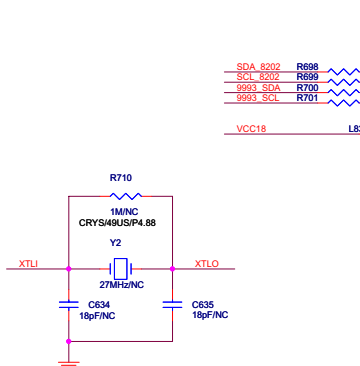 SDA_8202 R698
SCL_8202 R699
9993_SDA R700
9993_SCL R701
VCC18 L83
R710
1M/NC
CRYS/49US/P4.88
Y2
XTLI XTLO
27MHz/NC
C634 C635
18pF/NC 18pF/NC